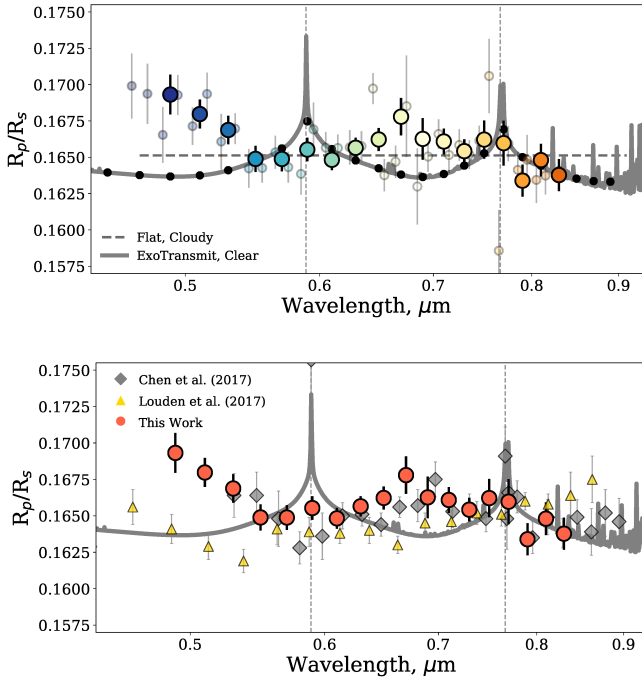 0.1750
0.1725
0.1700
0.1675
0.1650
0.1625
0.1600
0.1575
Rp/Rs
Flat, Cloudy
ExoTransmit, Clear
0.5
0.6
0.7
0.8
0.9
Wavelength, μm
0.1750
0.1725
0.1700
0.1675
0.1650
0.1625
0.1600
0.1575
Rp/Rs
Chen et al. (2017)
Louden et al. (2017)
This Work
0.5
0.6
0.7
0.8
0.9
Wavelength, μm